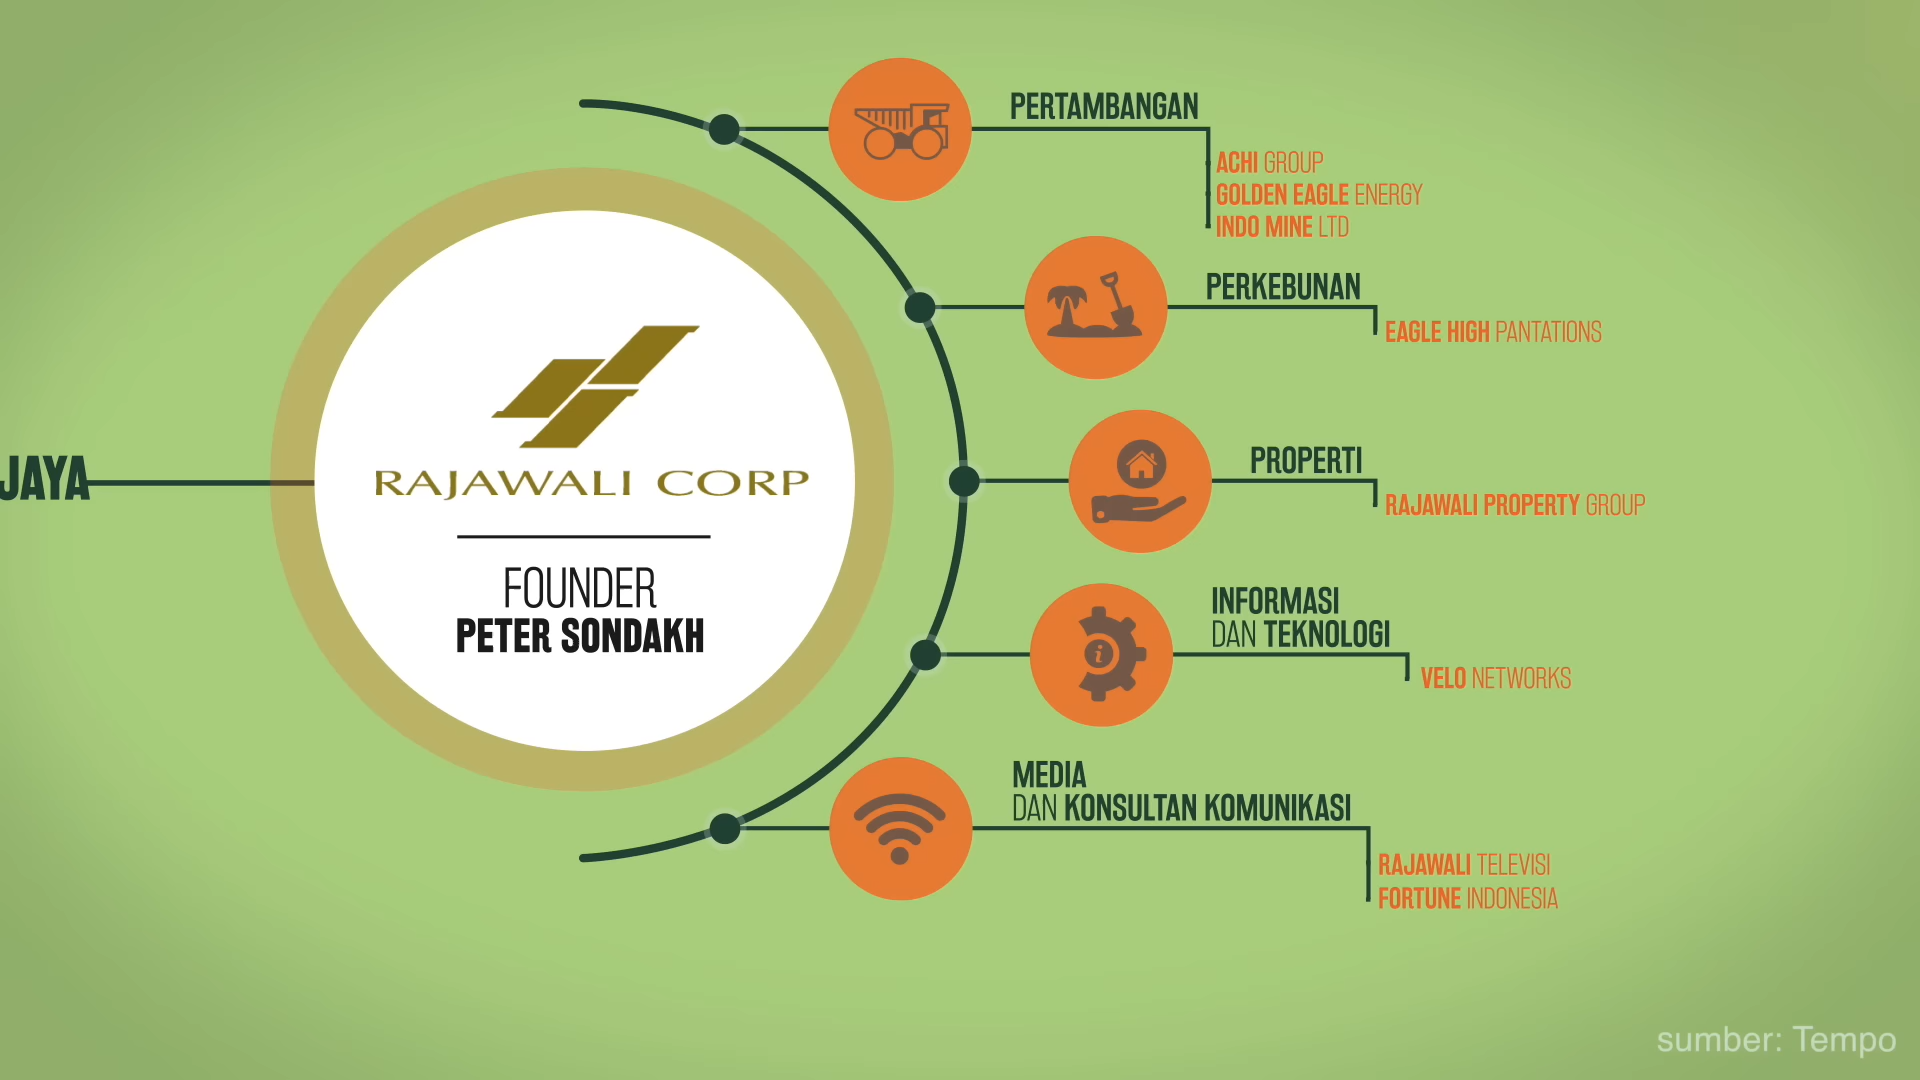 JAYA
RAJAWALI CORP
FOUNDER
PETER SONDAKH
PERTAMBANGAN
ACHI GROUP
GOLDEN EAGLE ENERGY
INDO MINE LTD
PERKEBUNAN
EAGLE HIGH PANTATIONS
PROPERTI
RAJAWALI PROPERTY GROUP
INFORMASI
DAN TEKNOLOGI
i
VELO NETWORKS
MEDIA
DAN KONSULTAN KOMUNIKASI
RAJAWALI TELEVISI
FORTUNE INDONESIA
sumber: Tempo